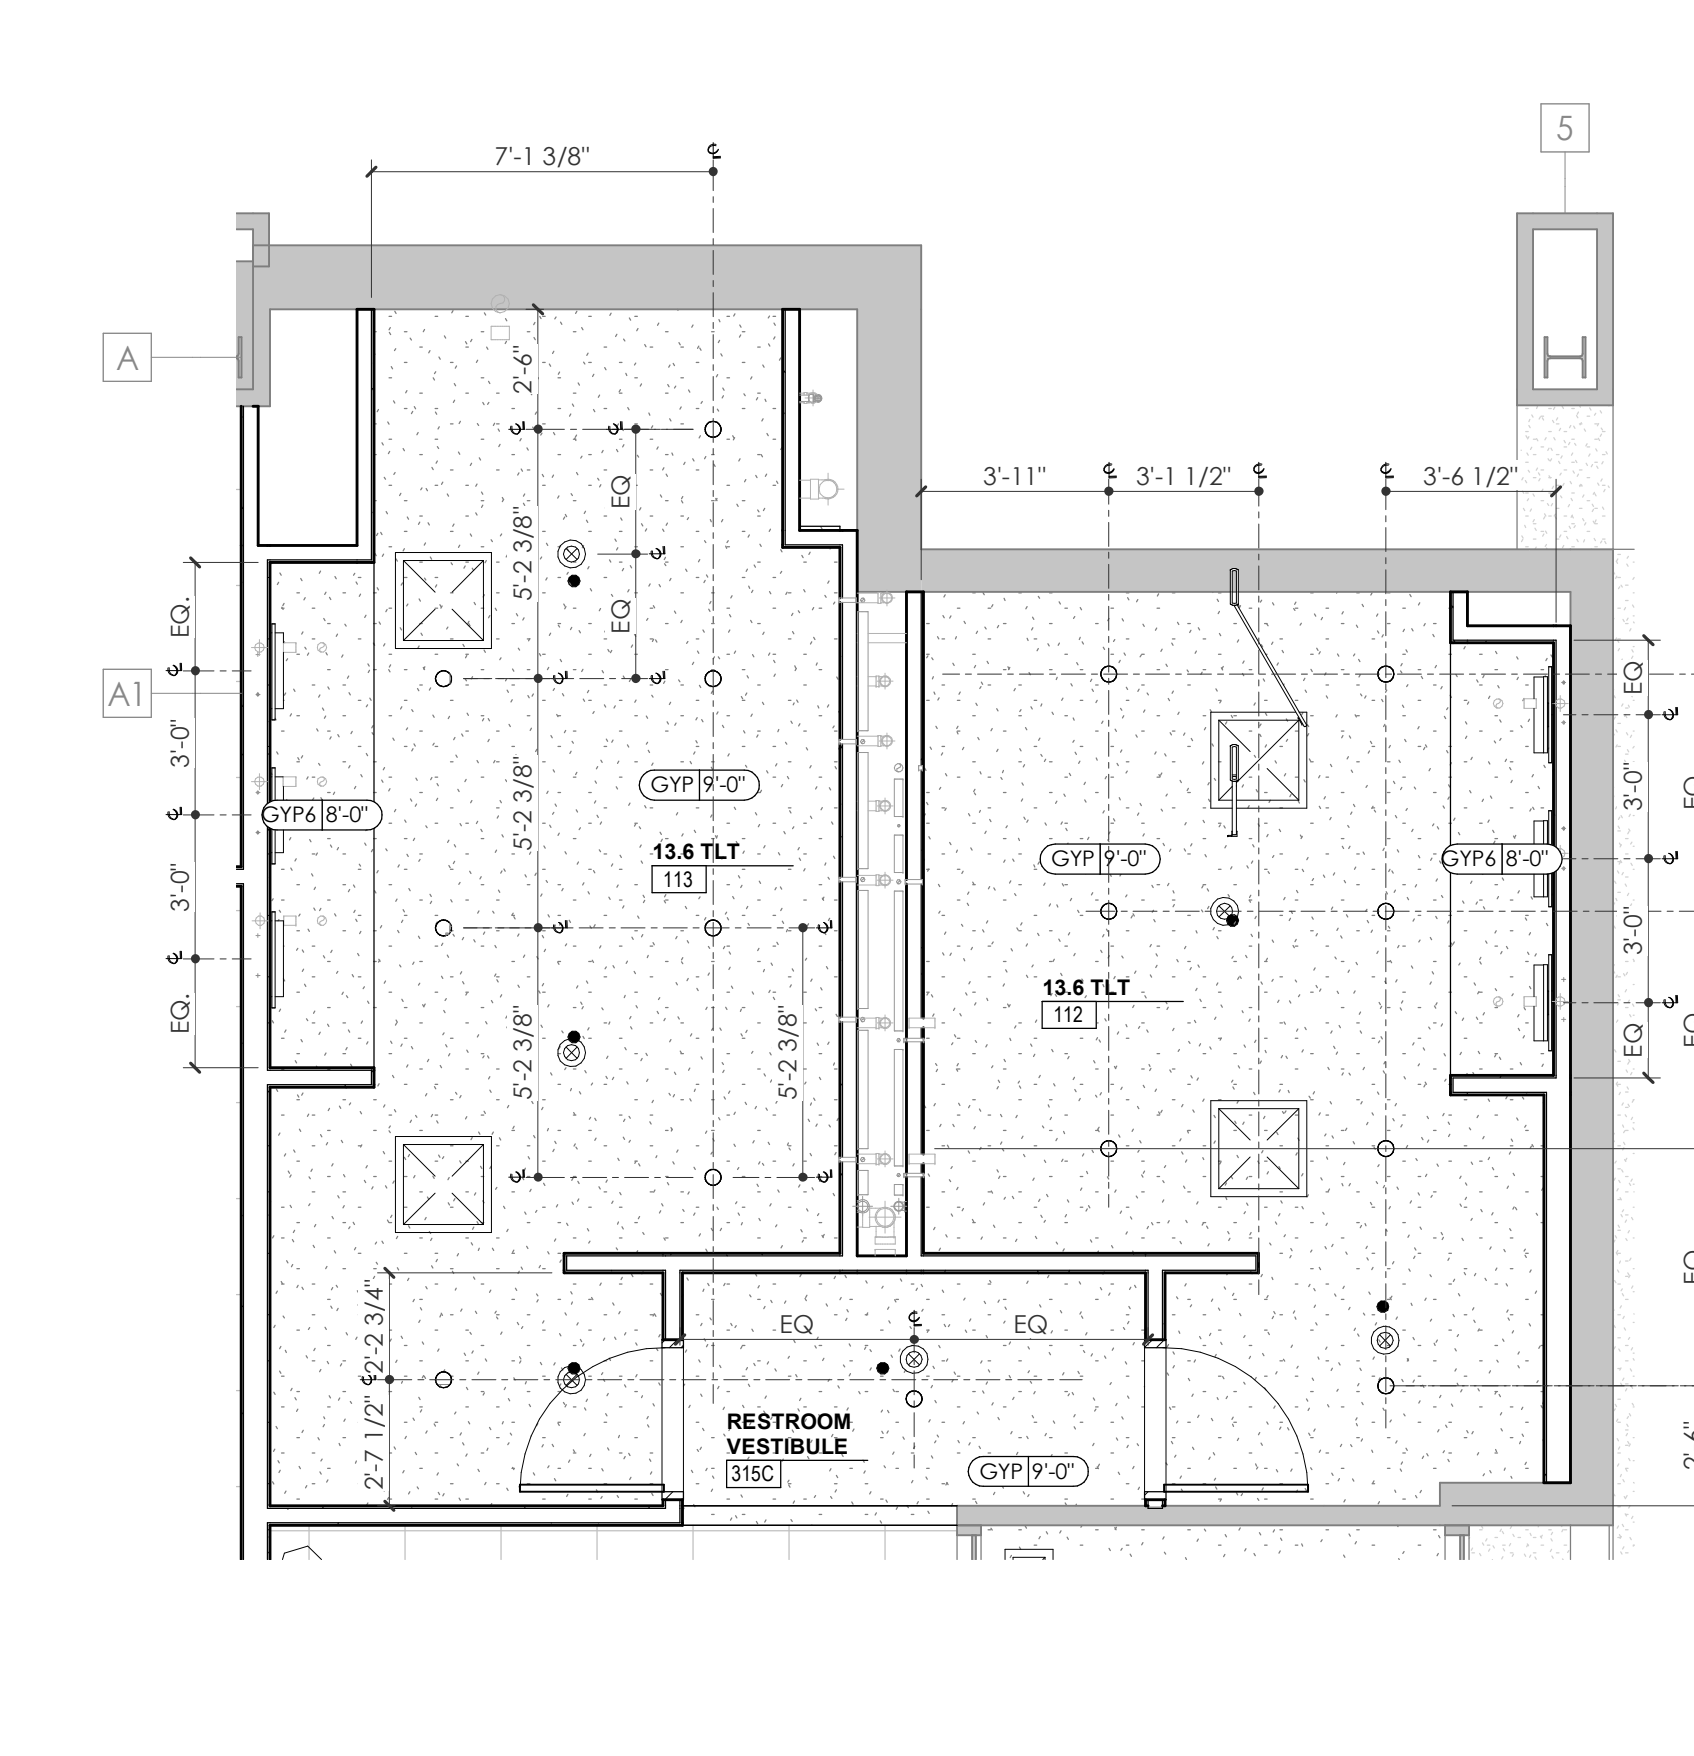 5
7'-1 3/8"
A
2'-6"
EQ
3'-11"
3'-1 1/2"
3'-6 1/2"
5'-2 3/8"
EQ.
EQ
EQ
A1
3'-0"
5'-2 3/8"
GYP 9'-0"
3'-0"
GYP6 8'-0"
13.6 TLT
113
GYP 9'-0"
GYP6 8'-0"
3'-0"
3'-0"
13.6 TLT
112
EQ.
5'-2 3/8"
5'-2 3/8"
EQ
2'-2 3/4"
EQ
EQ
2'-7 1/2"
RESTROOM
VESTIBULE
315C
GYP 9'-0"